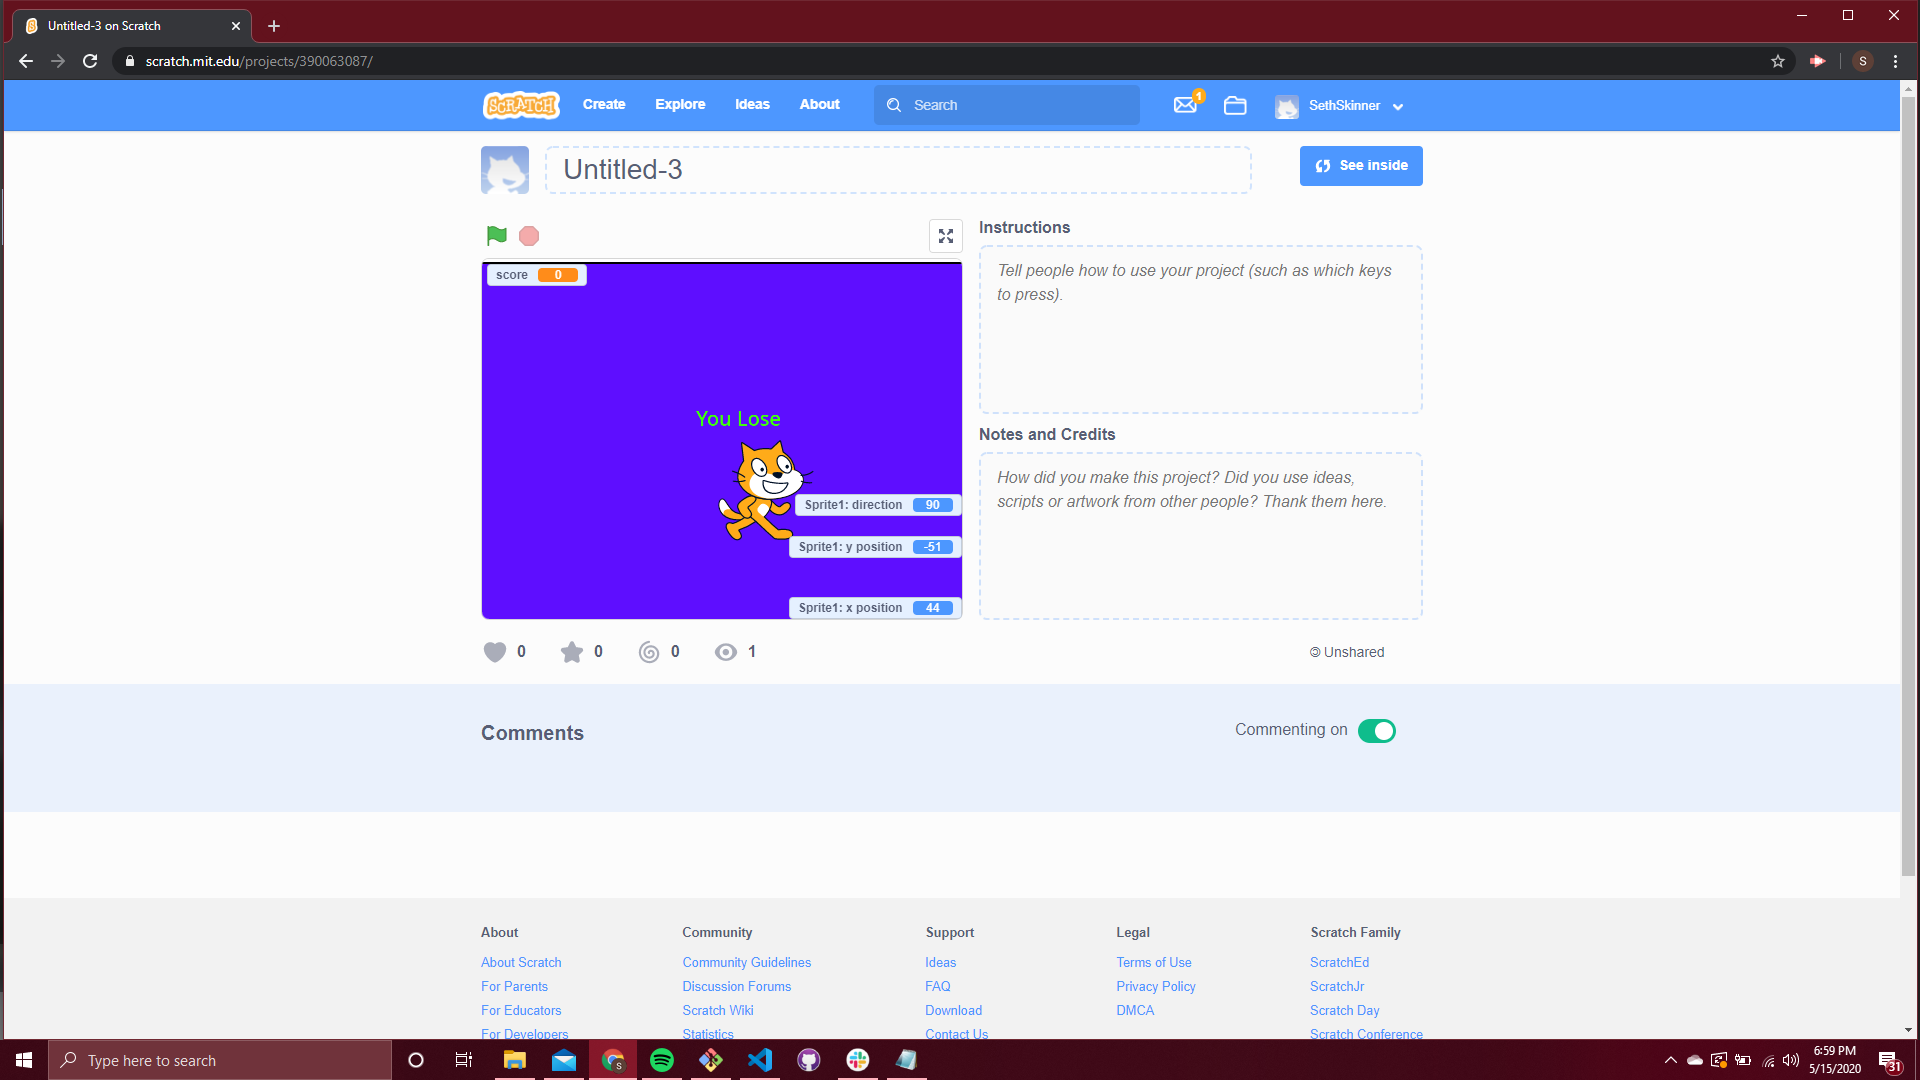 Untitled-3 on Scratch
scratch.mit.edu/projects/390063087/
S
SCRATCH
Create
Explore
Ideas
About
Search
1
SethSkinner
Untitled-3
See inside
score 0
You Lose
Sprite1: direction 90
Sprite1: y position -51
Sprite1: x position 44
Instructions
Tell people how to use your project (such as which keys
to press).
Notes and Credits
How did you make this project? Did you use ideas,
scripts or artwork from other people? Thank them here.
0
0
0
1
Unshared
Comments
Commenting on
About
About Scratch
For Parents
For Educators
For Developers
Community
Community Guidelines
Discussion Forums
Scratch Wiki
Statistics
Support
Ideas
FAQ
Download
Contact Us
Legal
Terms of Use
Privacy Policy
DMCA
Scratch Family
ScratchEd
ScratchJr
Scratch Day
Scratch Conference
Type here to search
S
6:59 PM
5/15/2020
31